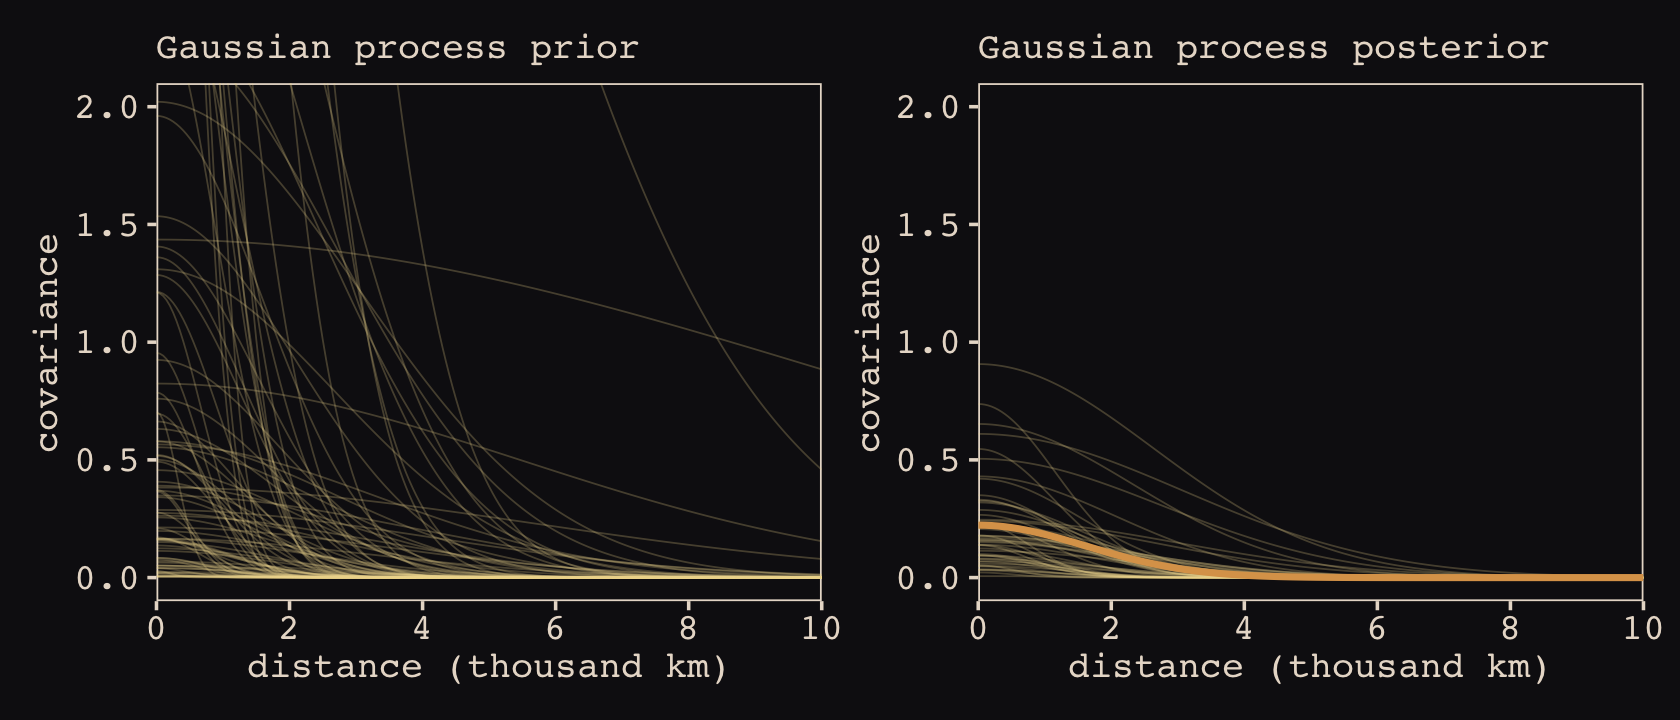 Gaussian process prior
covariance
2.0
1.5
1.0
0.5
0.0
0 2 4 6 8 10
distance (thousand km)
Gaussian process posterior
covariance
2.0
1.5
1.0
0.5
0.0
0 2 4 6 8 10
distance (thousand km)